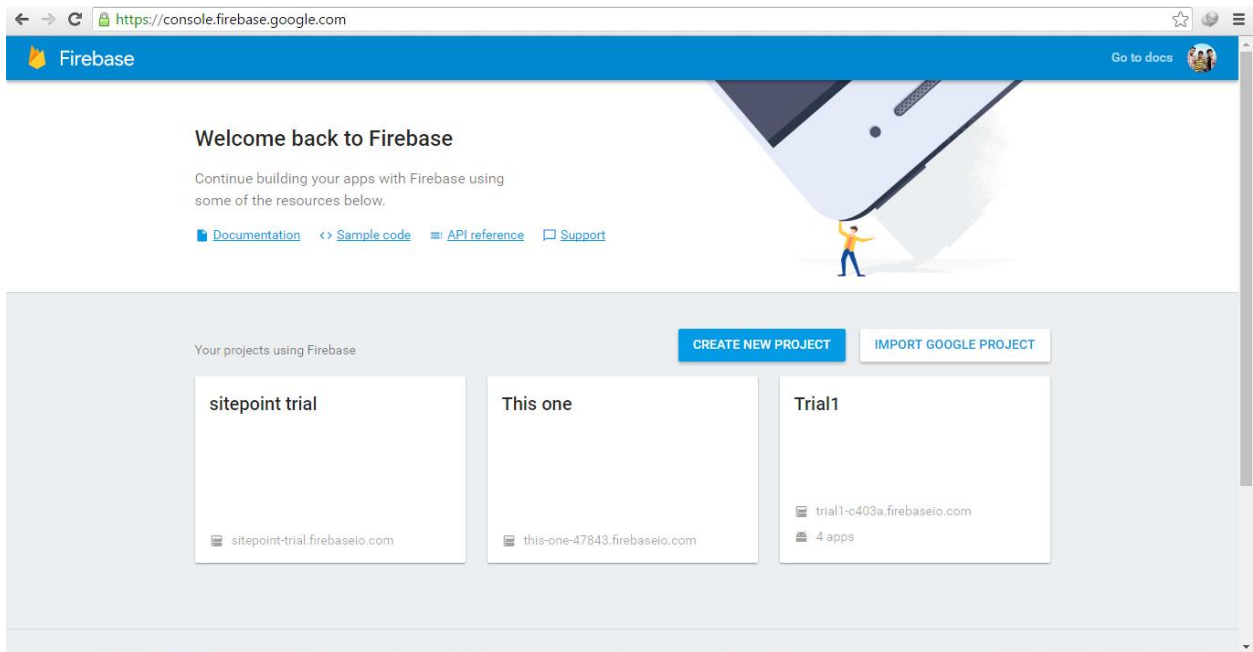 https://console.firebase.google.com
Firebase
Go to docs
Welcome back to Firebase
Continue building your apps with Firebase using
some of the resources below.
Documentation <> Sample code API reference Support
Your projects using Firebase
CREATE NEW PROJECT
IMPORT GOOGLE PROJECT
sitepoint trial
sitepoint-trial.firebaseio.com
This one
this-one-47843.firebaseio.com
Trial1
trial1-c403a.firebaseio.com
4 apps